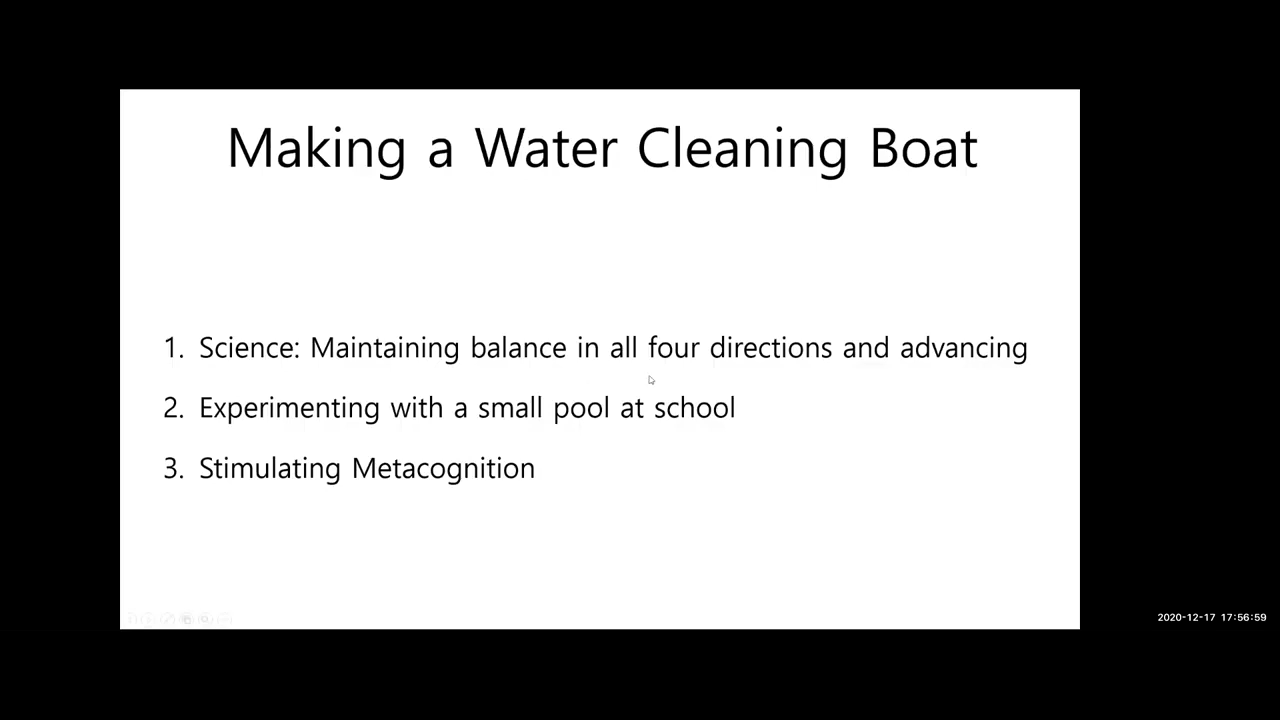 Making a Water Cleaning Boat
1. Science: Maintaining balance in all four directions and advancing
2. Experimenting with a small pool at school
3. Stimulating Metacognition
2020-12-17 17:56:59